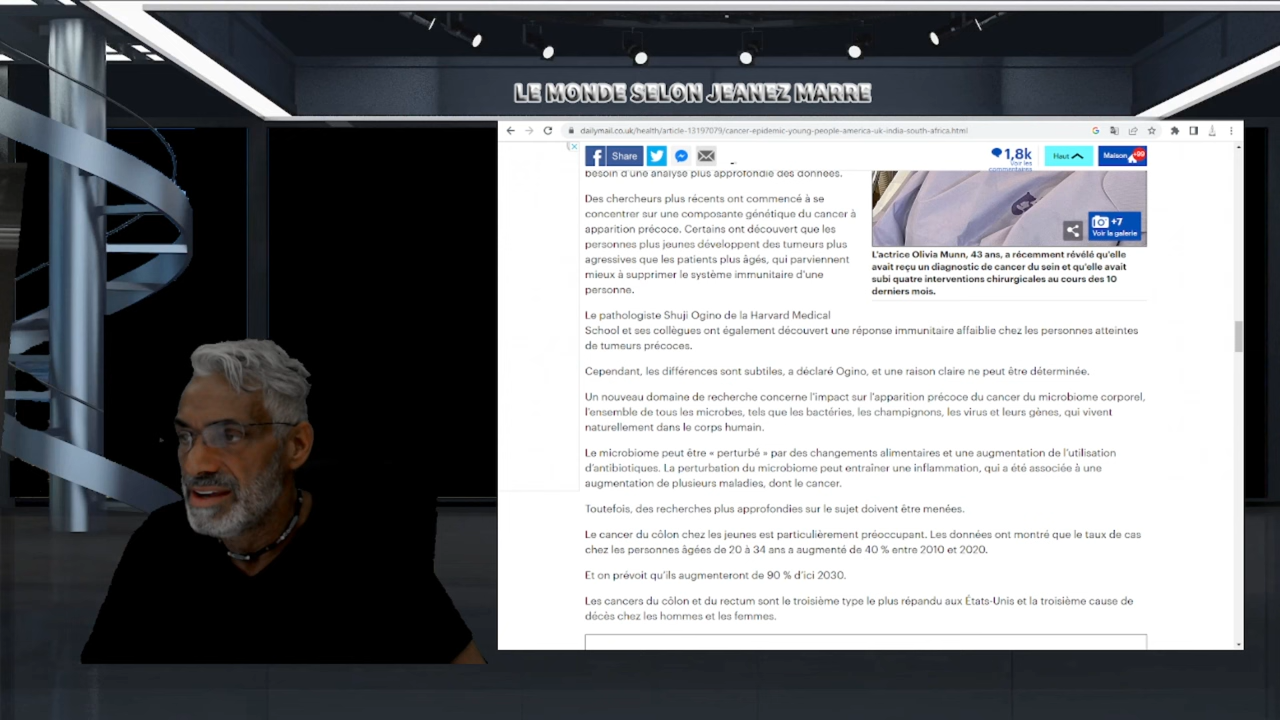 LE MONDE SELON JEANEZ MARRE
dailymail.co.uk/health/article-13197079/cancer-epidemic-young-people-america-uk-india-south-africa.html
Share
1,8k
Voir les
commentaires
Haut
Maison
+99
besoin d'une analyse plus approfondie des données.
Des chercheurs plus récents ont commencé à se
concentrer sur une composante génétique du cancer à
apparition précoce. Certains ont découvert que les
personnes plus jeunes développent des tumeurs plus
agressives que les patients plus âgés, qui parviennent
mieux à supprimer le système immunitaire d'une
personne.
+7
Voir la galerie
L'actrice Olivia Munn, 43 ans, a récemment révélé qu'elle
avait reçu un diagnostic de cancer du sein et qu'elle avait
subi quatre interventions chirurgicales au cours des 10
derniers mois.
Le pathologiste Shuji Ogino de la Harvard Medical
School et ses collègues ont également découvert une réponse immunitaire affaiblie chez les personnes atteintes
de tumeurs précoces.
Cependant, les différences sont subtiles, a déclaré Ogino, et une raison claire ne peut être déterminée.
Un nouveau domaine de recherche concerne l'impact sur l'apparition précoce du cancer du microbiome corporel,
l'ensemble de tous les microbes, tels que les bactéries, les champignons, les virus et leurs gènes, qui vivent
naturellement dans le corps humain.
Le microbiome peut être « perturbé » par des changements alimentaires et une augmentation de l'utilisation
d'antibiotiques. La perturbation du microbiome peut entraîner une inflammation, qui a été associée à une
augmentation de plusieurs maladies, dont le cancer.
Toutefois, des recherches plus approfondies sur le sujet doivent être menées.
Le cancer du côlon chez les jeunes est particulièrement préoccupant. Les données ont montré que le taux de cas
chez les personnes âgées de 20 à 34 ans a augmenté de 40 % entre 2010 et 2020.
Et on prévoit qu'ils augmenteront de 90 % d'ici 2030.
Les cancers du côlon et du rectum sont le troisième type le plus répandu aux États-Unis et la troisième cause de
décès chez les hommes et les femmes.